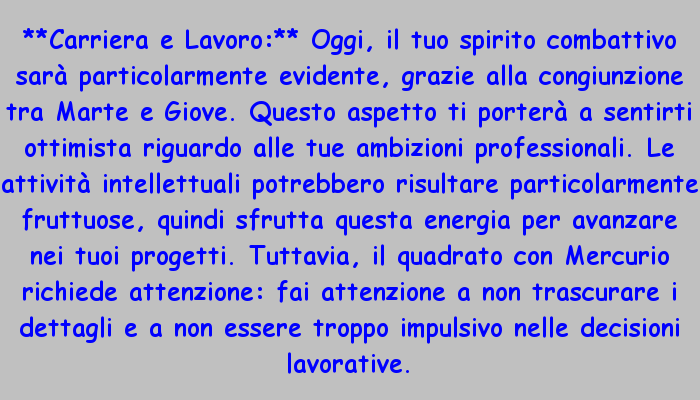 **Carriera e Lavoro:** Oggi, il tuo spirito combattivo
sarà particolarmente evidente, grazie alla congiunzione
tra Marte e Giove. Questo aspetto ti porterà a sentirti
ottimista riguardo alle tue ambizioni professionali. Le
attività intellettuali potrebbero risultare particolarmente
fruttuose, quindi sfrutta questa energia per avanzare
nei tuoi progetti. Tuttavia, il quadrato con Mercurio
richiede attenzione: fai attenzione a non trascurare i
dettagli e a non essere troppo impulsivo nelle decisioni
lavorative.